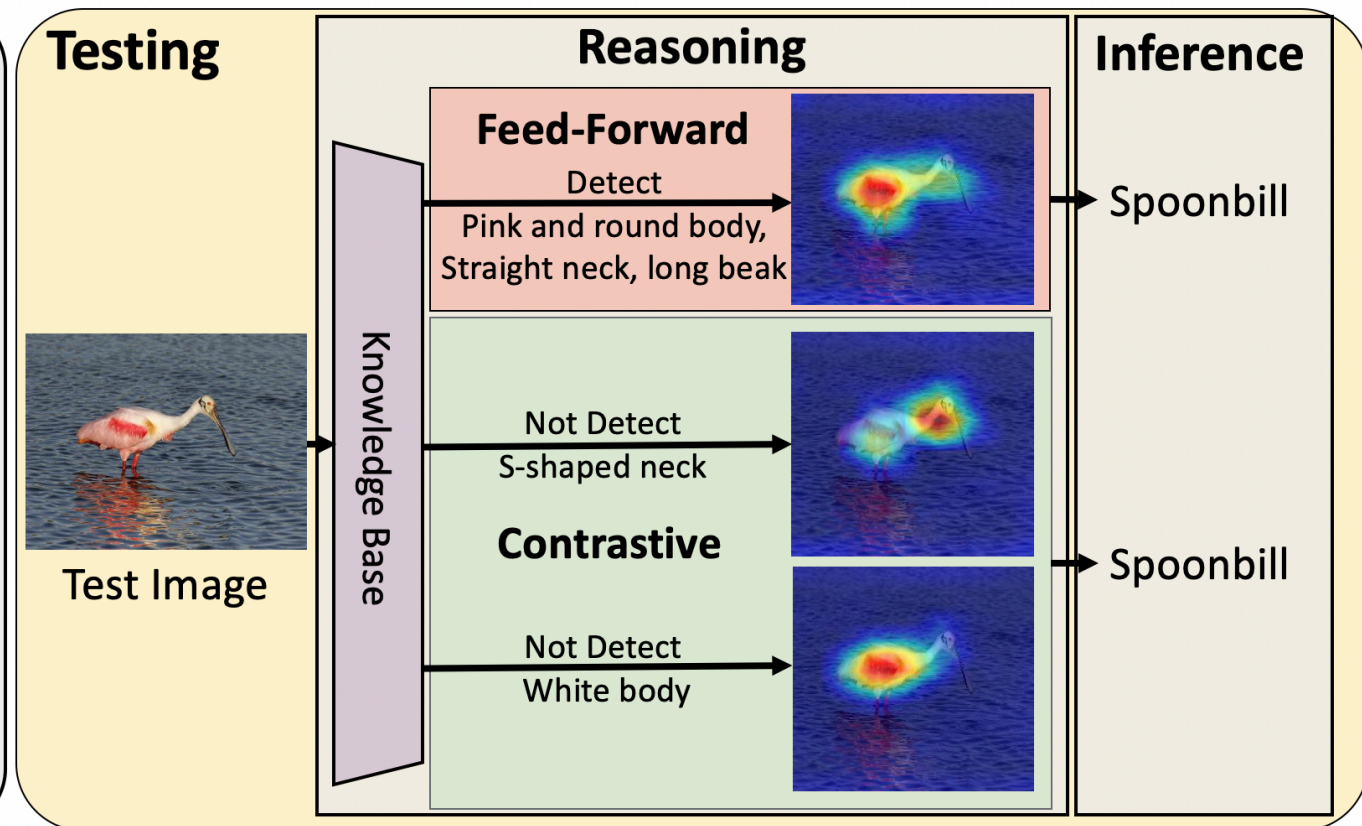 Testing
Reasoning
Inference
Feed-Forward
Detect
Pink and round body,
Straight neck, long beak
Spoonbill
Knowledge Base
Test Image
Not Detect
S-shaped neck
Contrastive
Not Detect
White body
Spoonbill